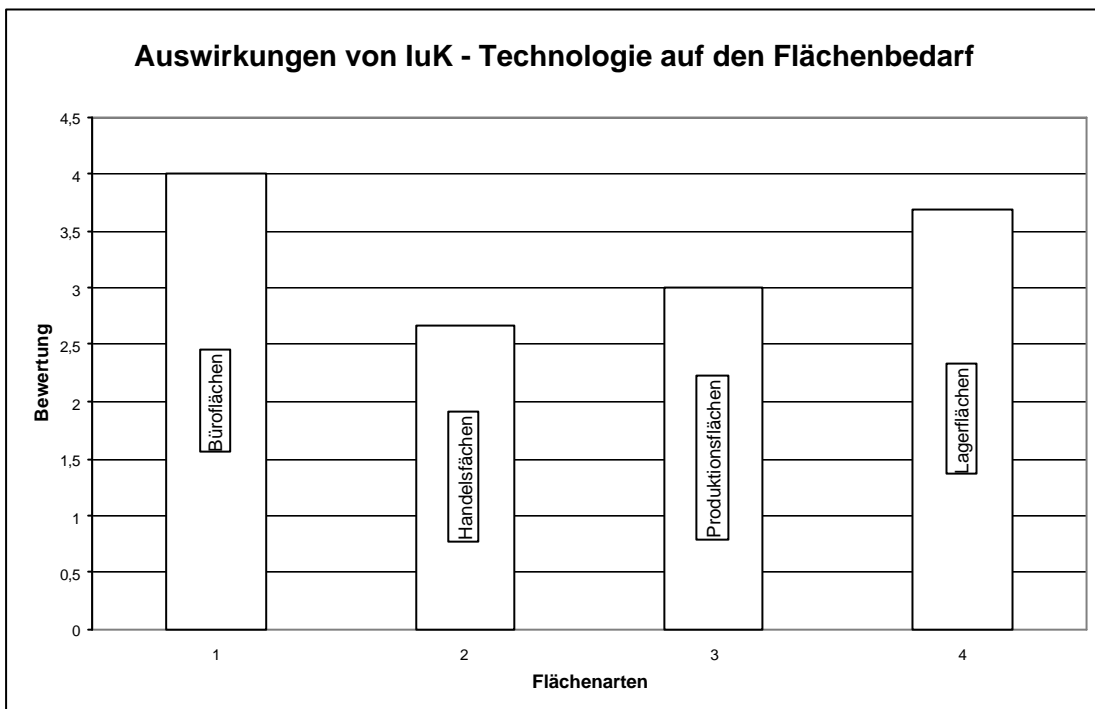 Auswirkungen von IuK - Technologie auf den Flächenbedarf
4,5
4
3,5
3
2,5
2
1,5
1
0,5
0
Bewertung
Büroflächen
Handelsfächen
Produktionsflächen
Lagerflächen
1
2
3
4
Flächenarten